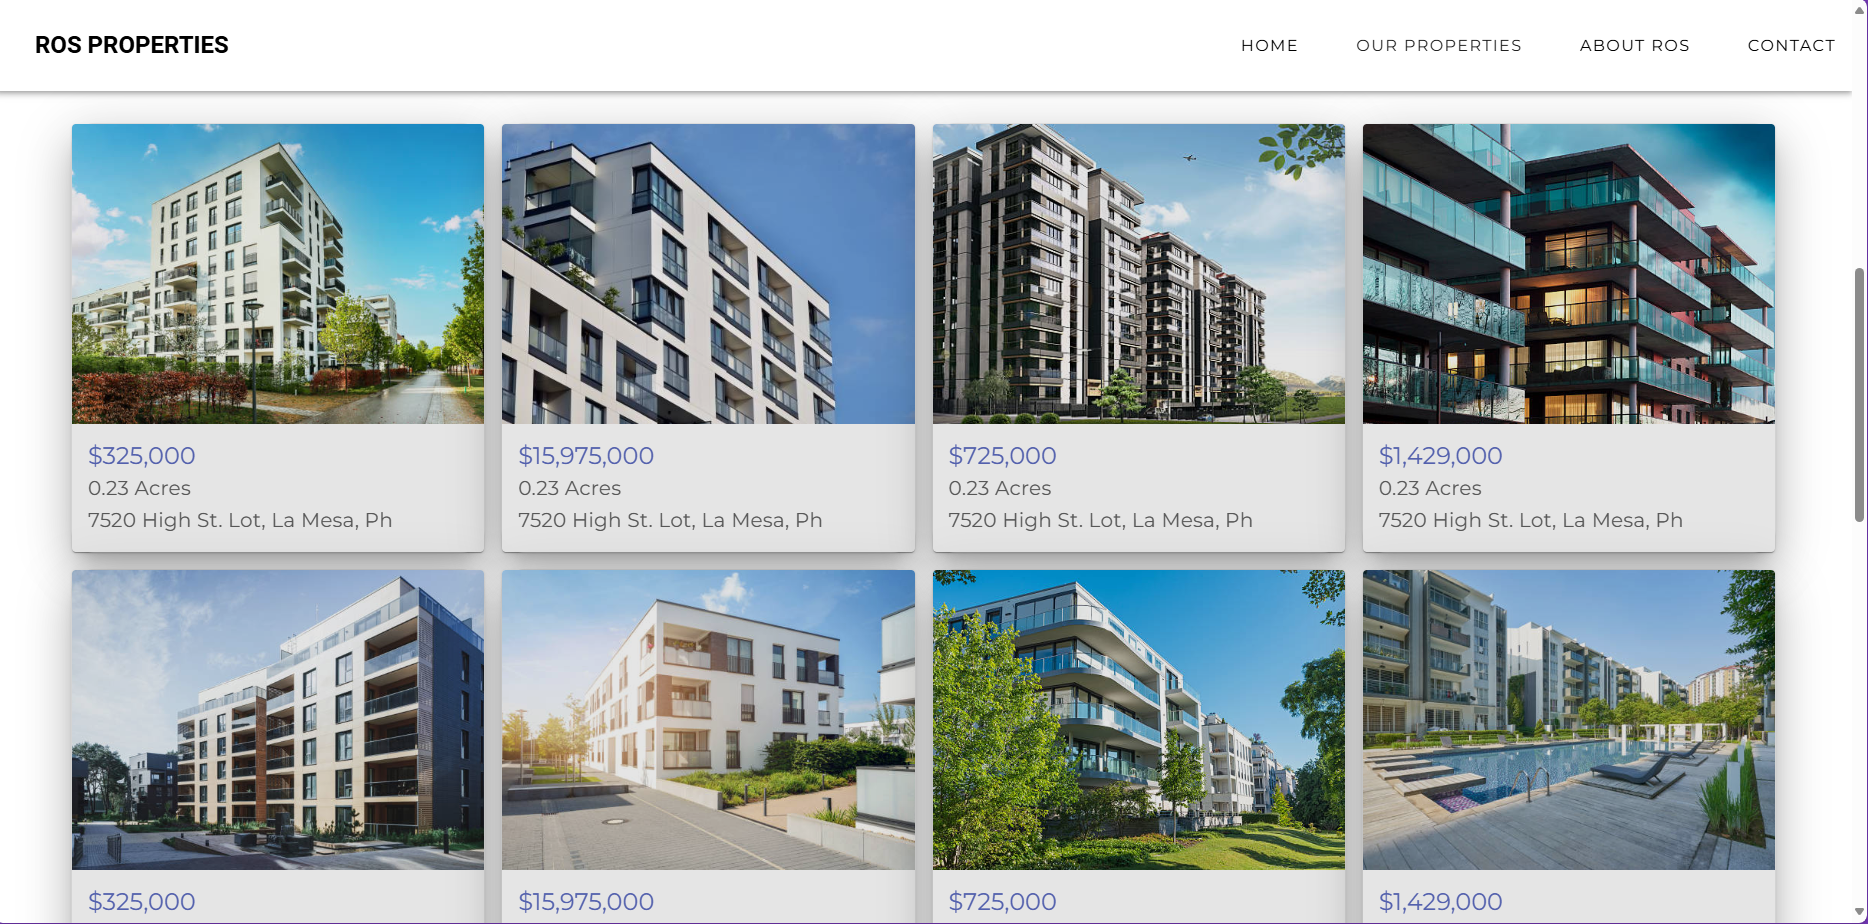 ROS PROPERTIES
HOME OUR PROPERTIES ABOUT ROS CONTACT
$325,000
0.23 Acres
7520 High St. Lot, La Mesa, Ph
$15,975,000
0.23 Acres
7520 High St. Lot, La Mesa, Ph
$725,000
0.23 Acres
7520 High St. Lot, La Mesa, Ph
$1,429,000
0.23 Acres
7520 High St. Lot, La Mesa, Ph
$325,000
$15,975,000
$725,000
$1,429,000